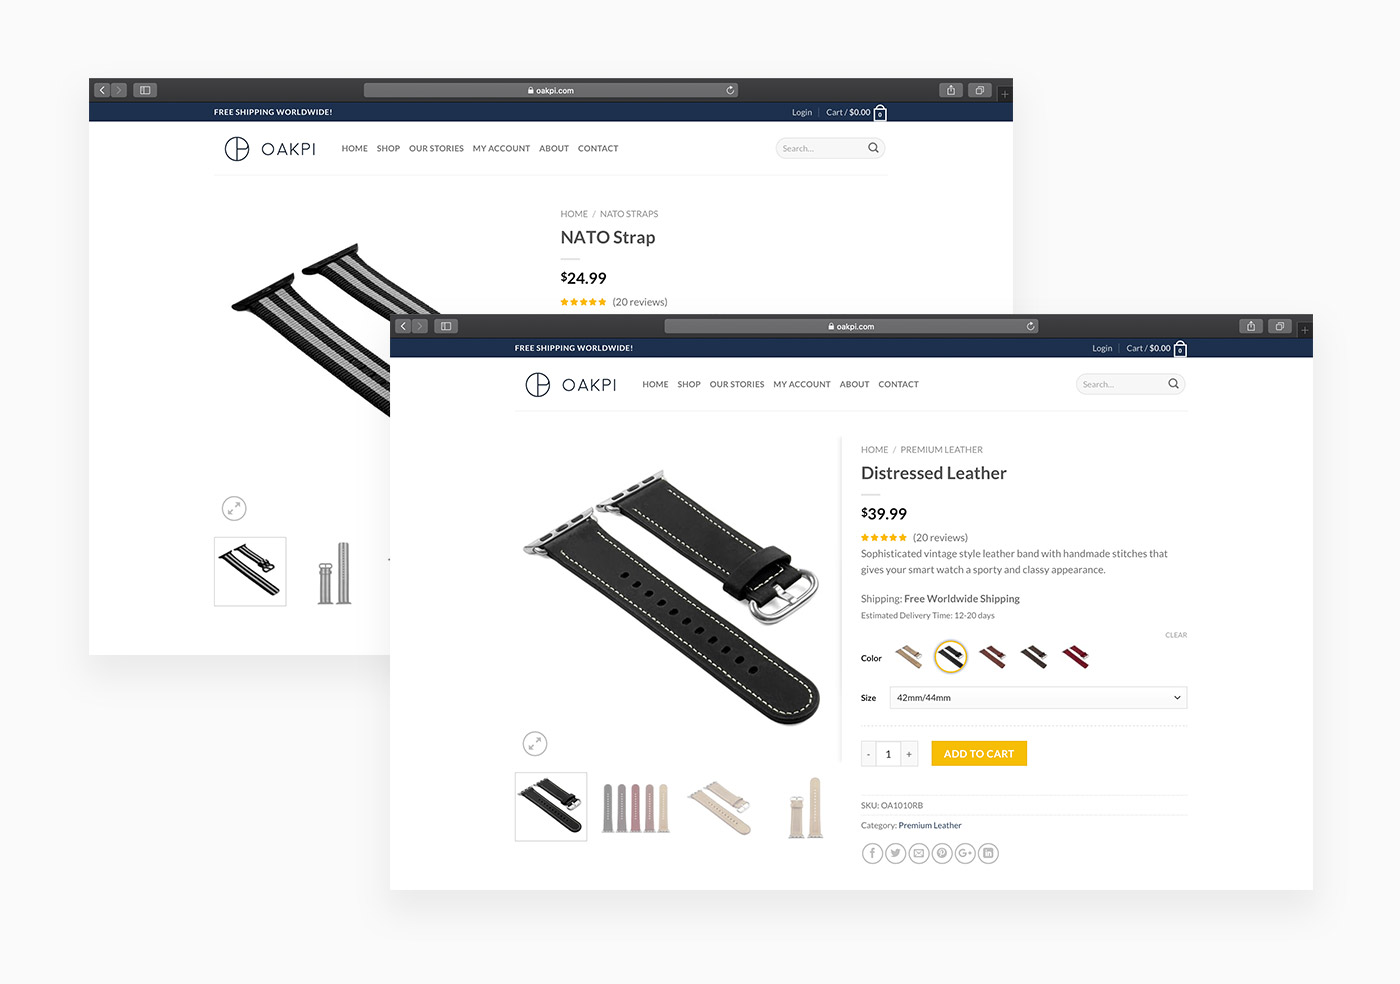 oakpi.com
FREE SHIPPING WORLDWIDE!
Login
Cart / $0.00
0
OAKPI
HOME SHOP OUR STORIES MY ACCOUNT ABOUT CONTACT
Search...
HOME / NATO STRAPS
NATO Strap
$24.99
(20 reviews)
oakpi.com
FREE SHIPPING WORLDWIDE!
Login
Cart / $0.00
0
OAKPI
HOME SHOP OUR STORIES MY ACCOUNT ABOUT CONTACT
Search...
HOME / PREMIUM LEATHER
Distressed Leather
$39.99
(20 reviews)
Sophisticated vintage style leather band with handmade stitches that
gives your smart watch a sporty and classy appearance.
Shipping: Free Worldwide Shipping
Estimated Delivery Time: 12-20 days
CLEAR
Color
Size
42mm/44mm
- 1 +
ADD TO CART
SKU: OA1010RB
Category: Premium Leather